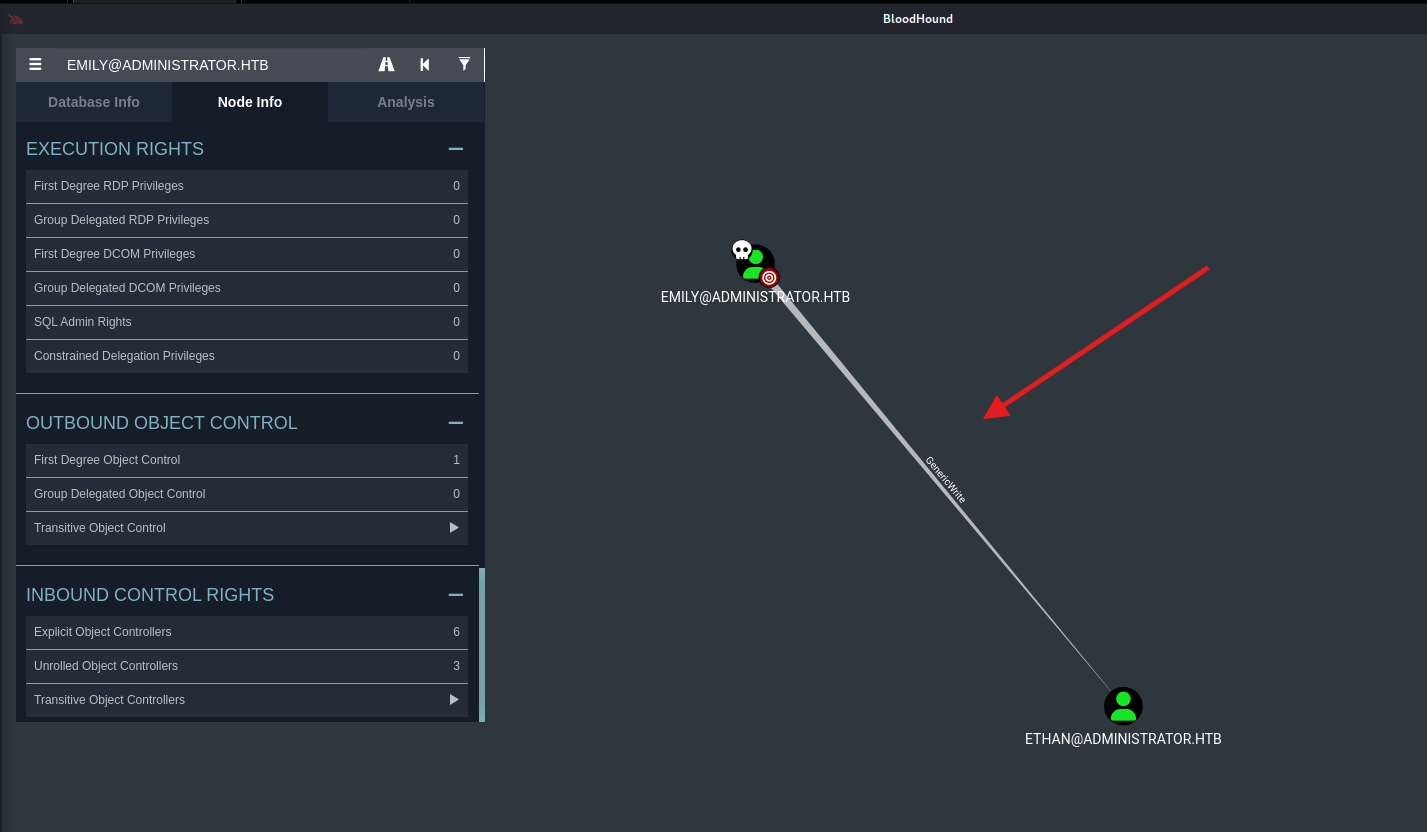 BloodHound
EMILY@ADMINISTRATOR.HTB
Database Info
Node Info
Analysis
EXECUTION RIGHTS
First Degree RDP Privileges 0
Group Delegated RDP Privileges 0
First Degree DCOM Privileges 0
Group Delegated DCOM Privileges 0
SQL Admin Rights 0
Constrained Delegation Privileges 0
OUTBOUND OBJECT CONTROL
First Degree Object Control 1
Group Delegated Object Control 0
Transitive Object Control
INBOUND CONTROL RIGHTS
Explicit Object Controllers 6
Unrolled Object Controllers 3
Transitive Object Controllers
EMILY@ADMINISTRATOR.HTB
GenericWrite
ETHAN@ADMINISTRATOR.HTB